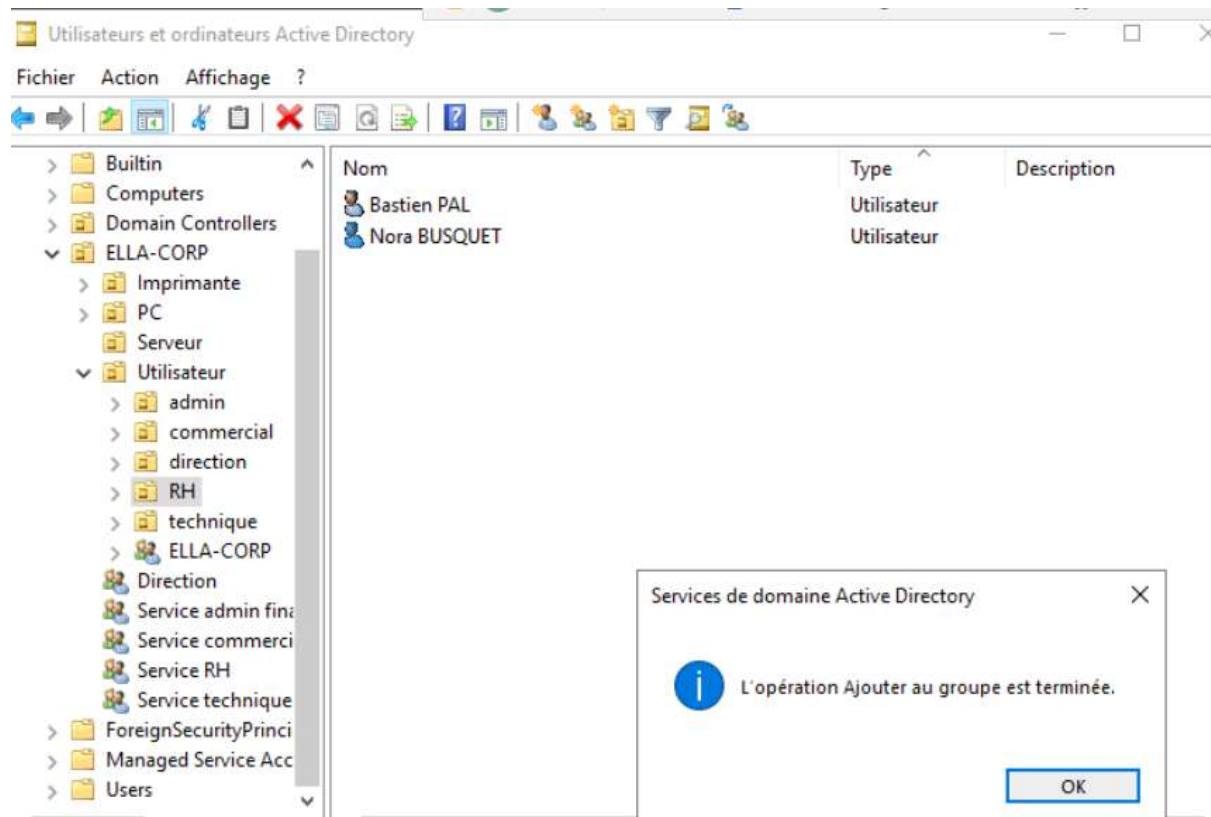 Utilisateurs et ordinateurs Active Directory
Fichier Action Affichage ?
Builtin
Computers
Domain Controllers
ELLA-CORP
Imprimante
PC
Serveur
Utilisateur
admin
commercial
direction
RH
technique
ELLA-CORP
Direction
Service admin fina
Service commerci
Service RH
Service technique
ForeignSecurityPrinci
Managed Service Acc
Users
Nom Type Description
Bastien PAL Utilisateur
Nora BUSQUET Utilisateur
Services de domaine Active Directory
L'opération Ajouter au groupe est terminée.
OK